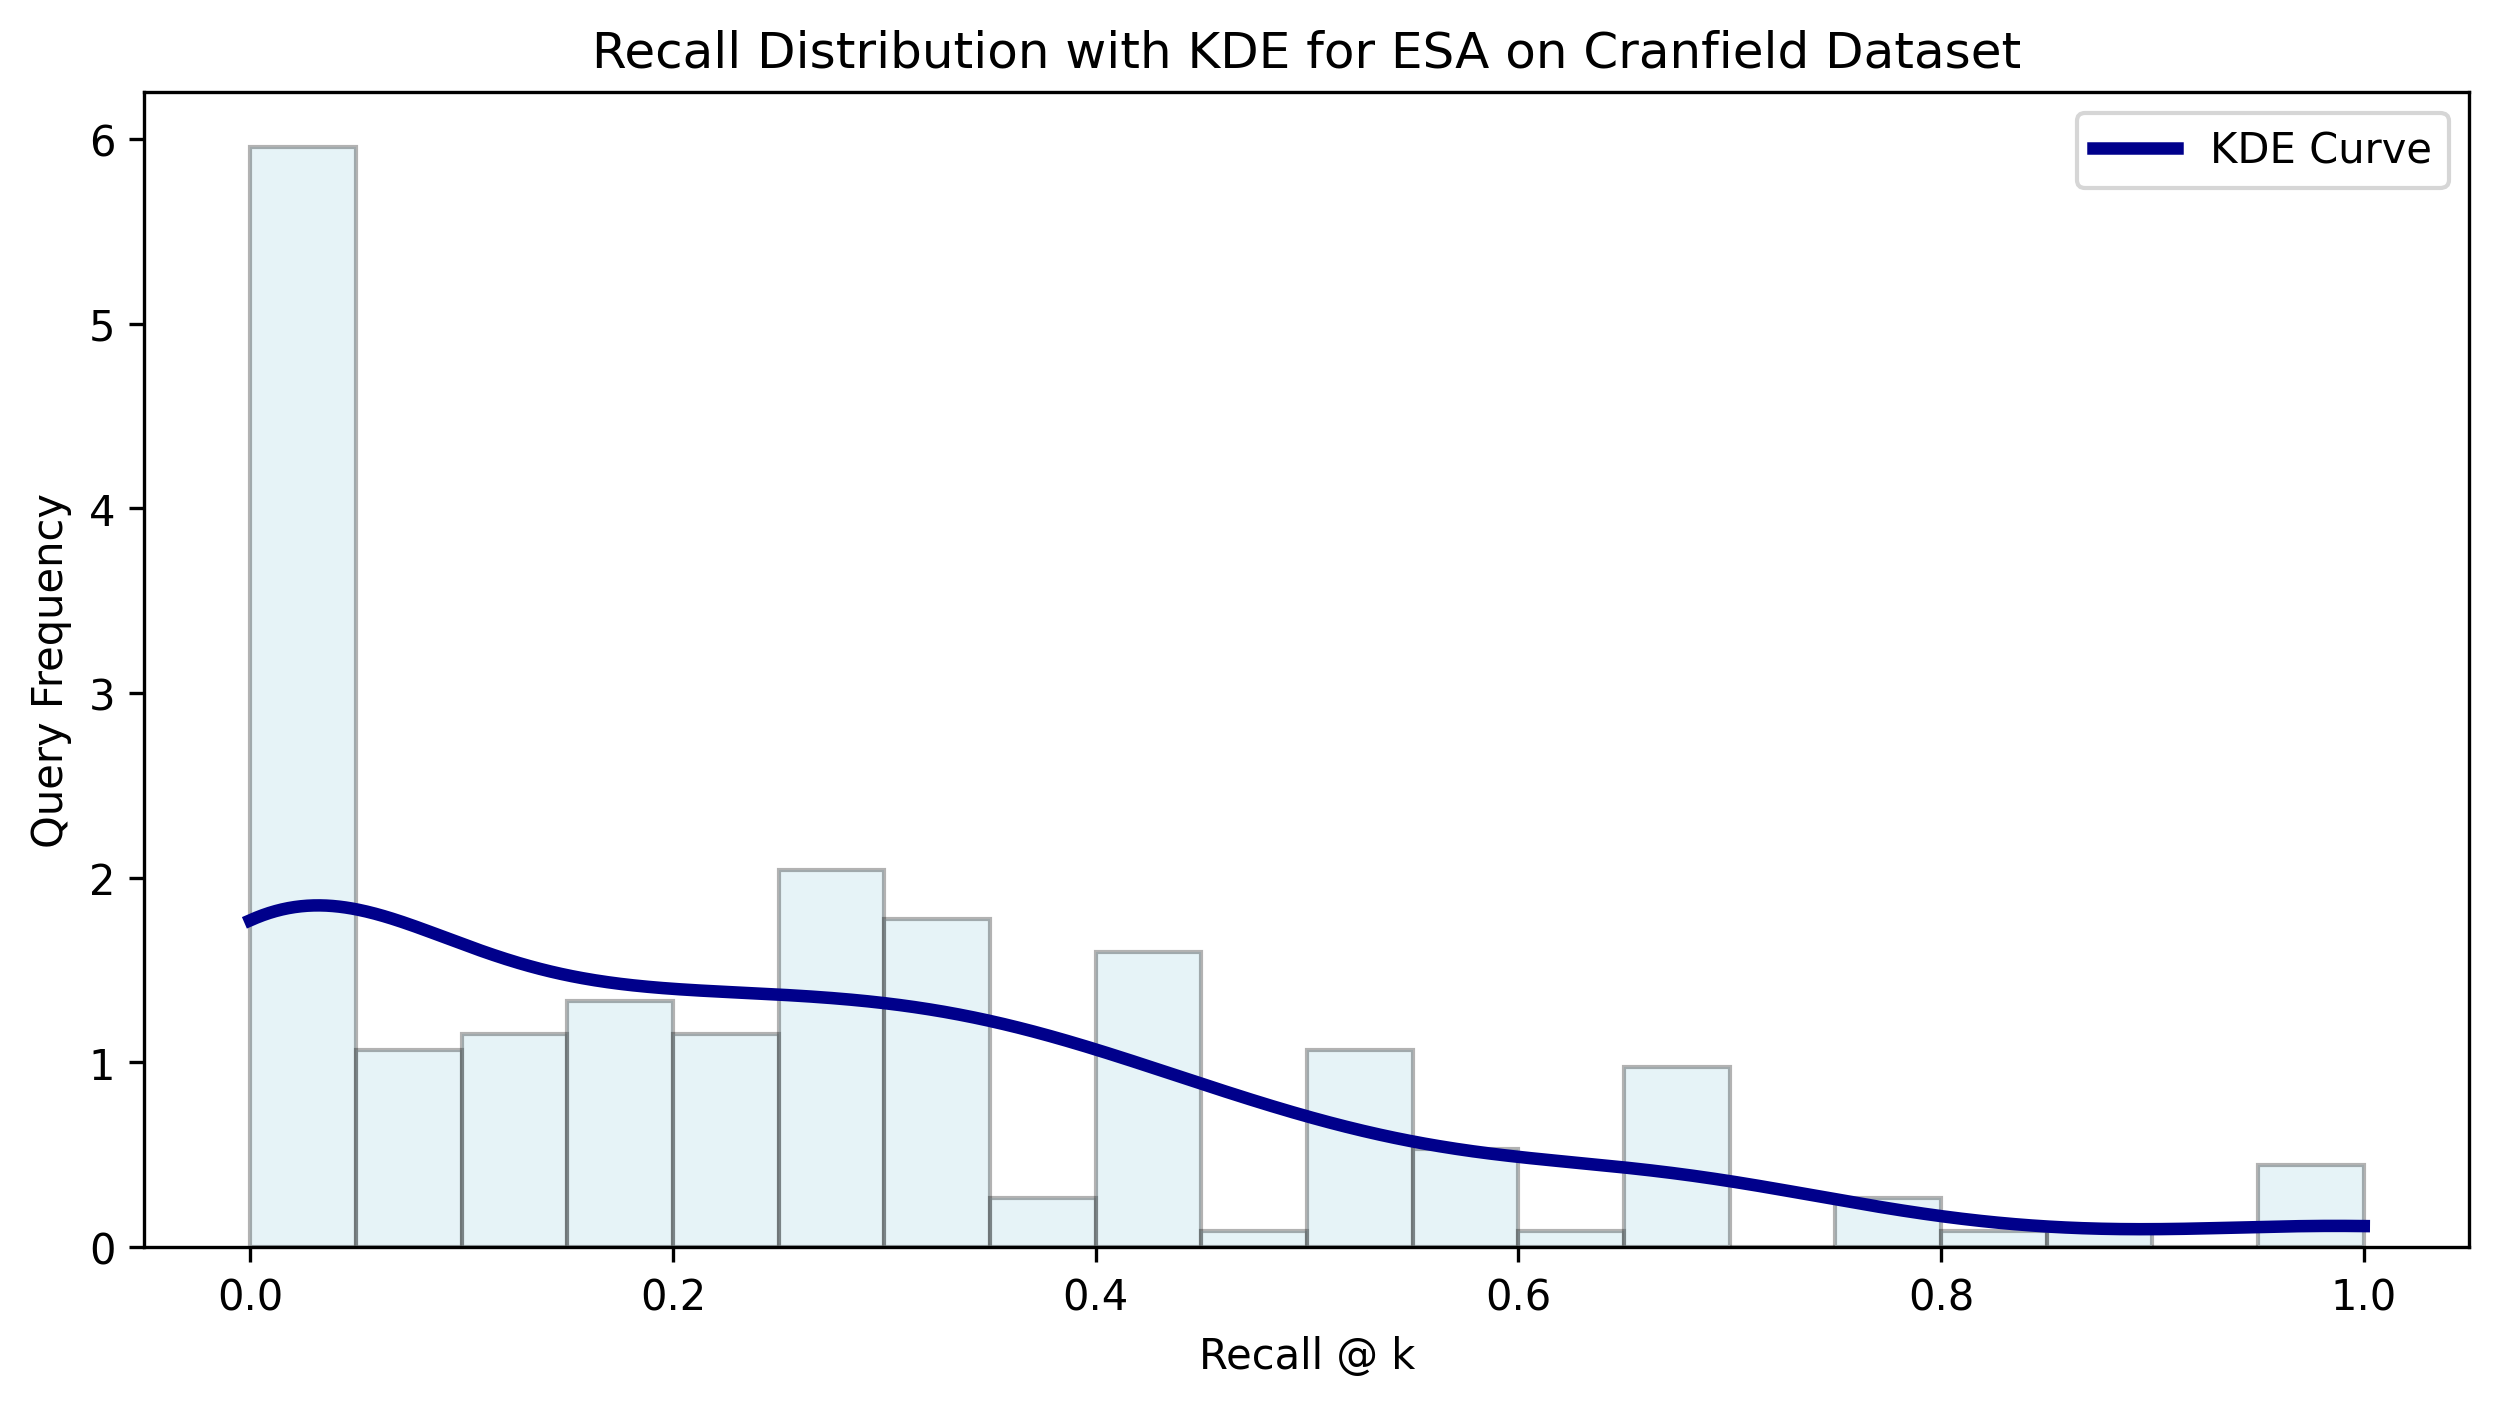 Recall Distribution with KDE for ESA on Cranfield Dataset
KDE Curve
Query Frequency
6
5
4
3
2
1
0
0.0 0.2 0.4 0.6 0.8 1.0
Recall @ k